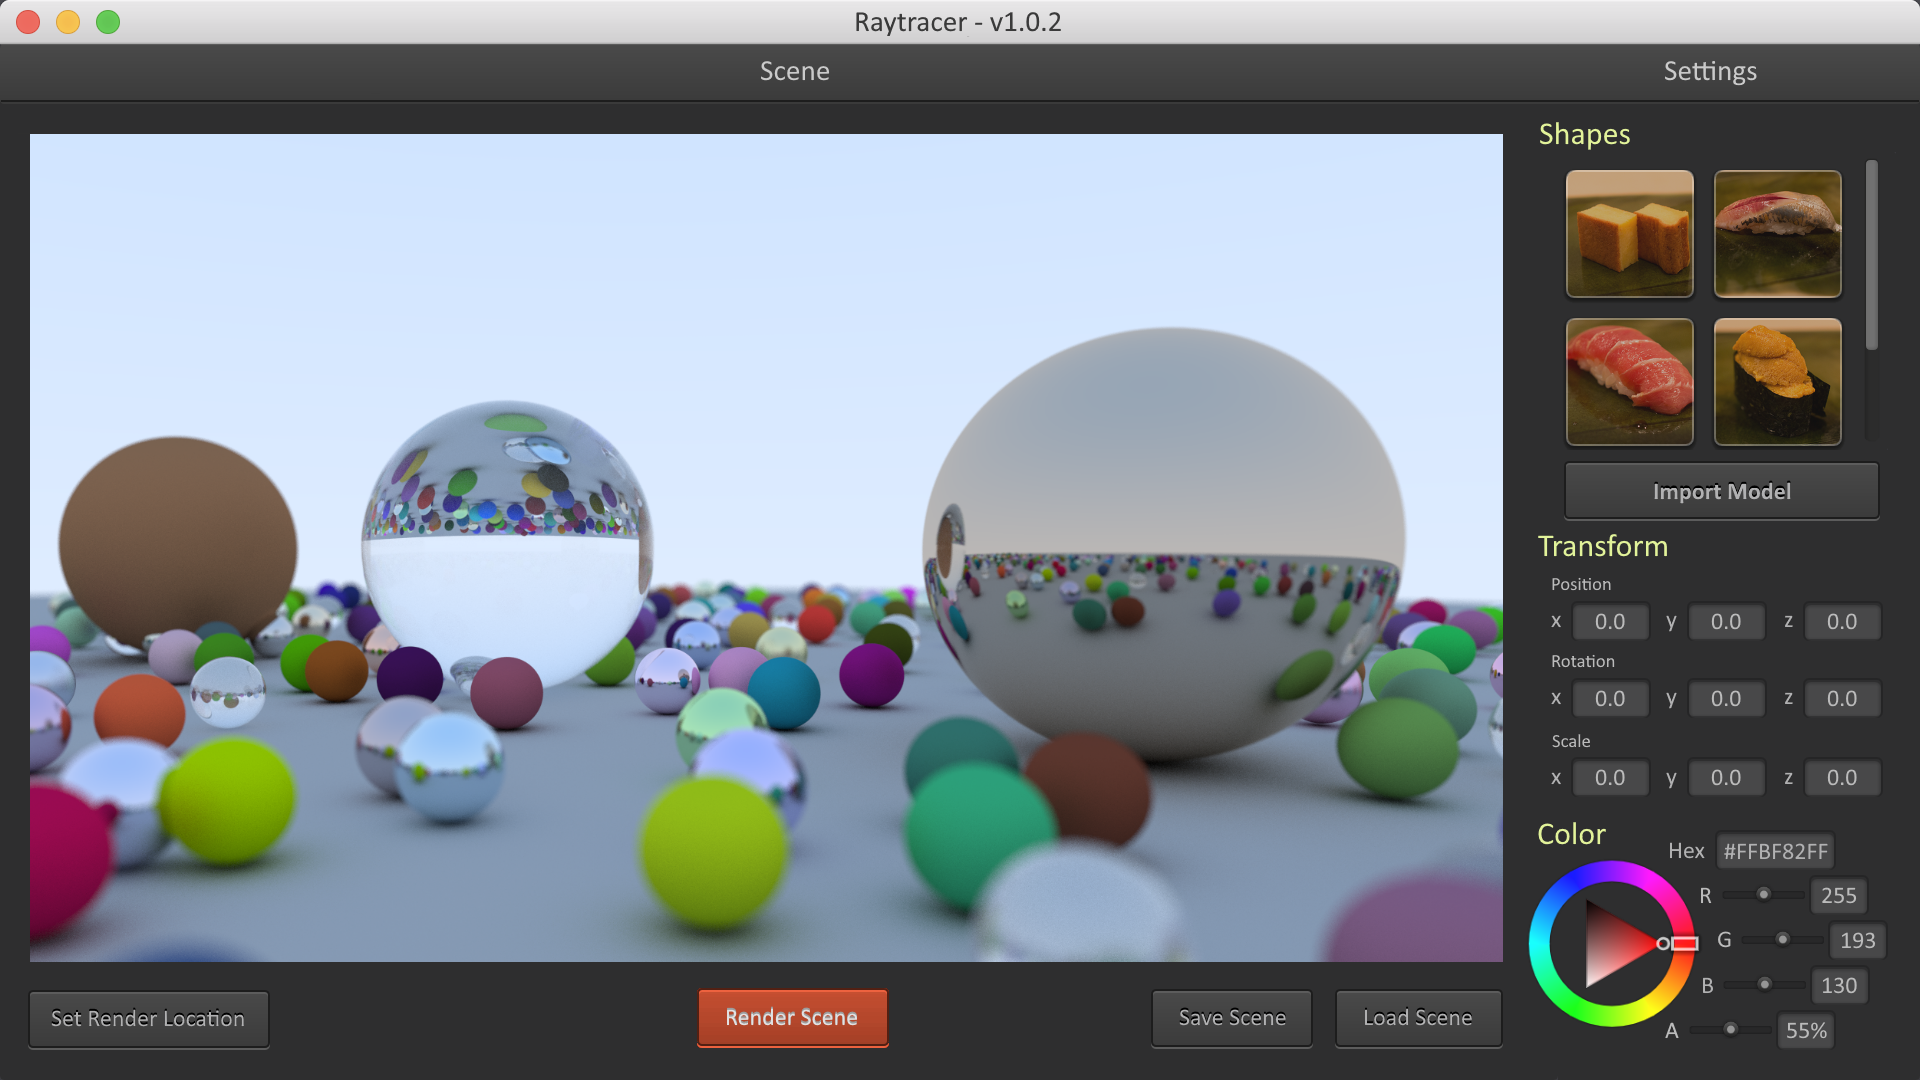 Raytracer - v1.0.2
Scene
Settings
Shapes
Import Model
Transform
Position
x 0.0 y 0.0 z 0.0
Rotation
x 0.0 y 0.0 z 0.0
Scale
x 0.0 y 0.0 z 0.0
Color
Hex #FFBF82FF
R 255
G 193
B 130
A 55%
Set Render Location
Render Scene
Save Scene
Load Scene